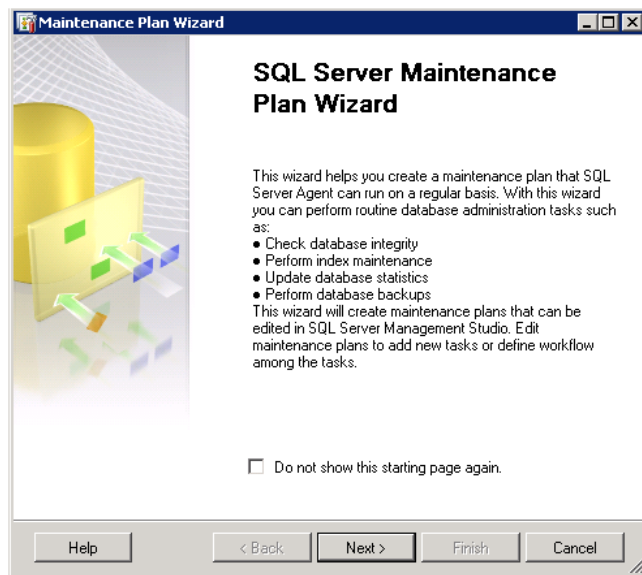 Maintenance Plan Wizard
SQL Server Maintenance
Plan Wizard
This wizard helps you create a maintenance plan that SQL
Server Agent can run on a regular basis. With this wizard
you can perform routine database administration tasks such
as:
● Check database integrity
● Perform index maintenance
● Update database statistics
● Perform database backups
This wizard will create maintenance plans that can be
edited in SQL Server Management Studio. Edit
maintenance plans to add new tasks or define workflow
among the tasks.
Do not show this starting page again.
Help < Back Next > Finish Cancel